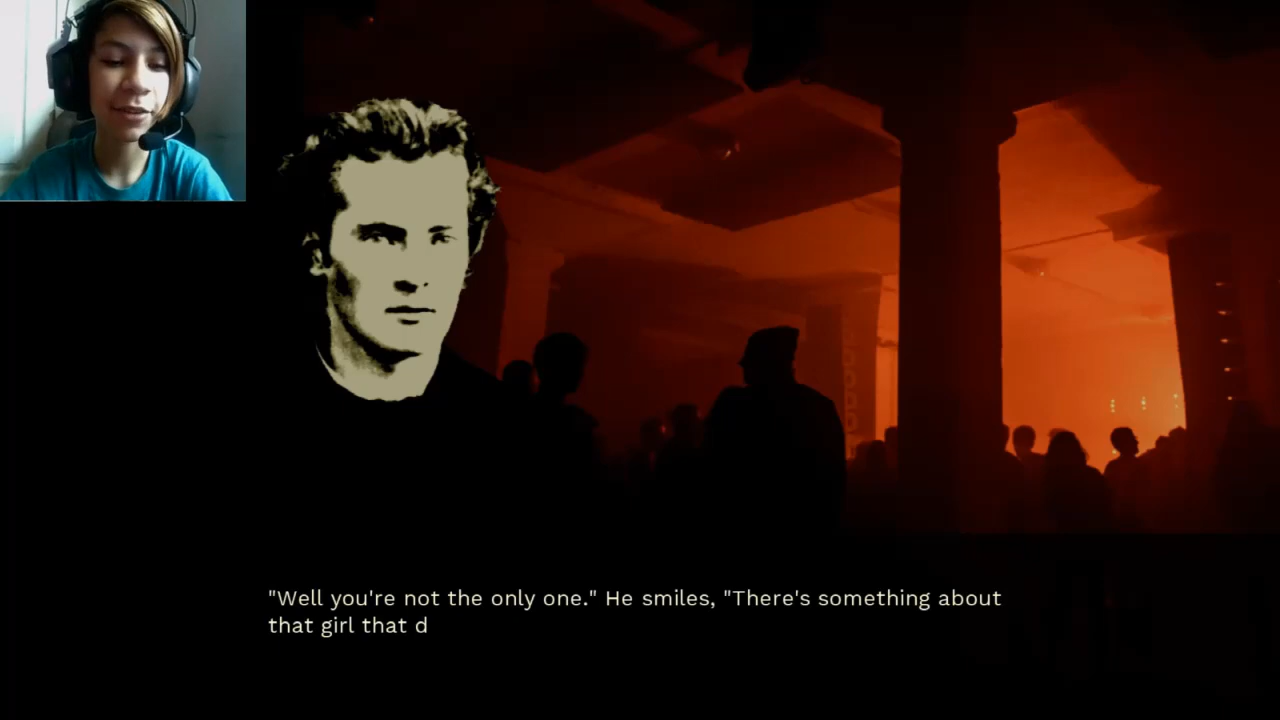 "Well you're not the only one." He smiles, "There's something about
that girl that d